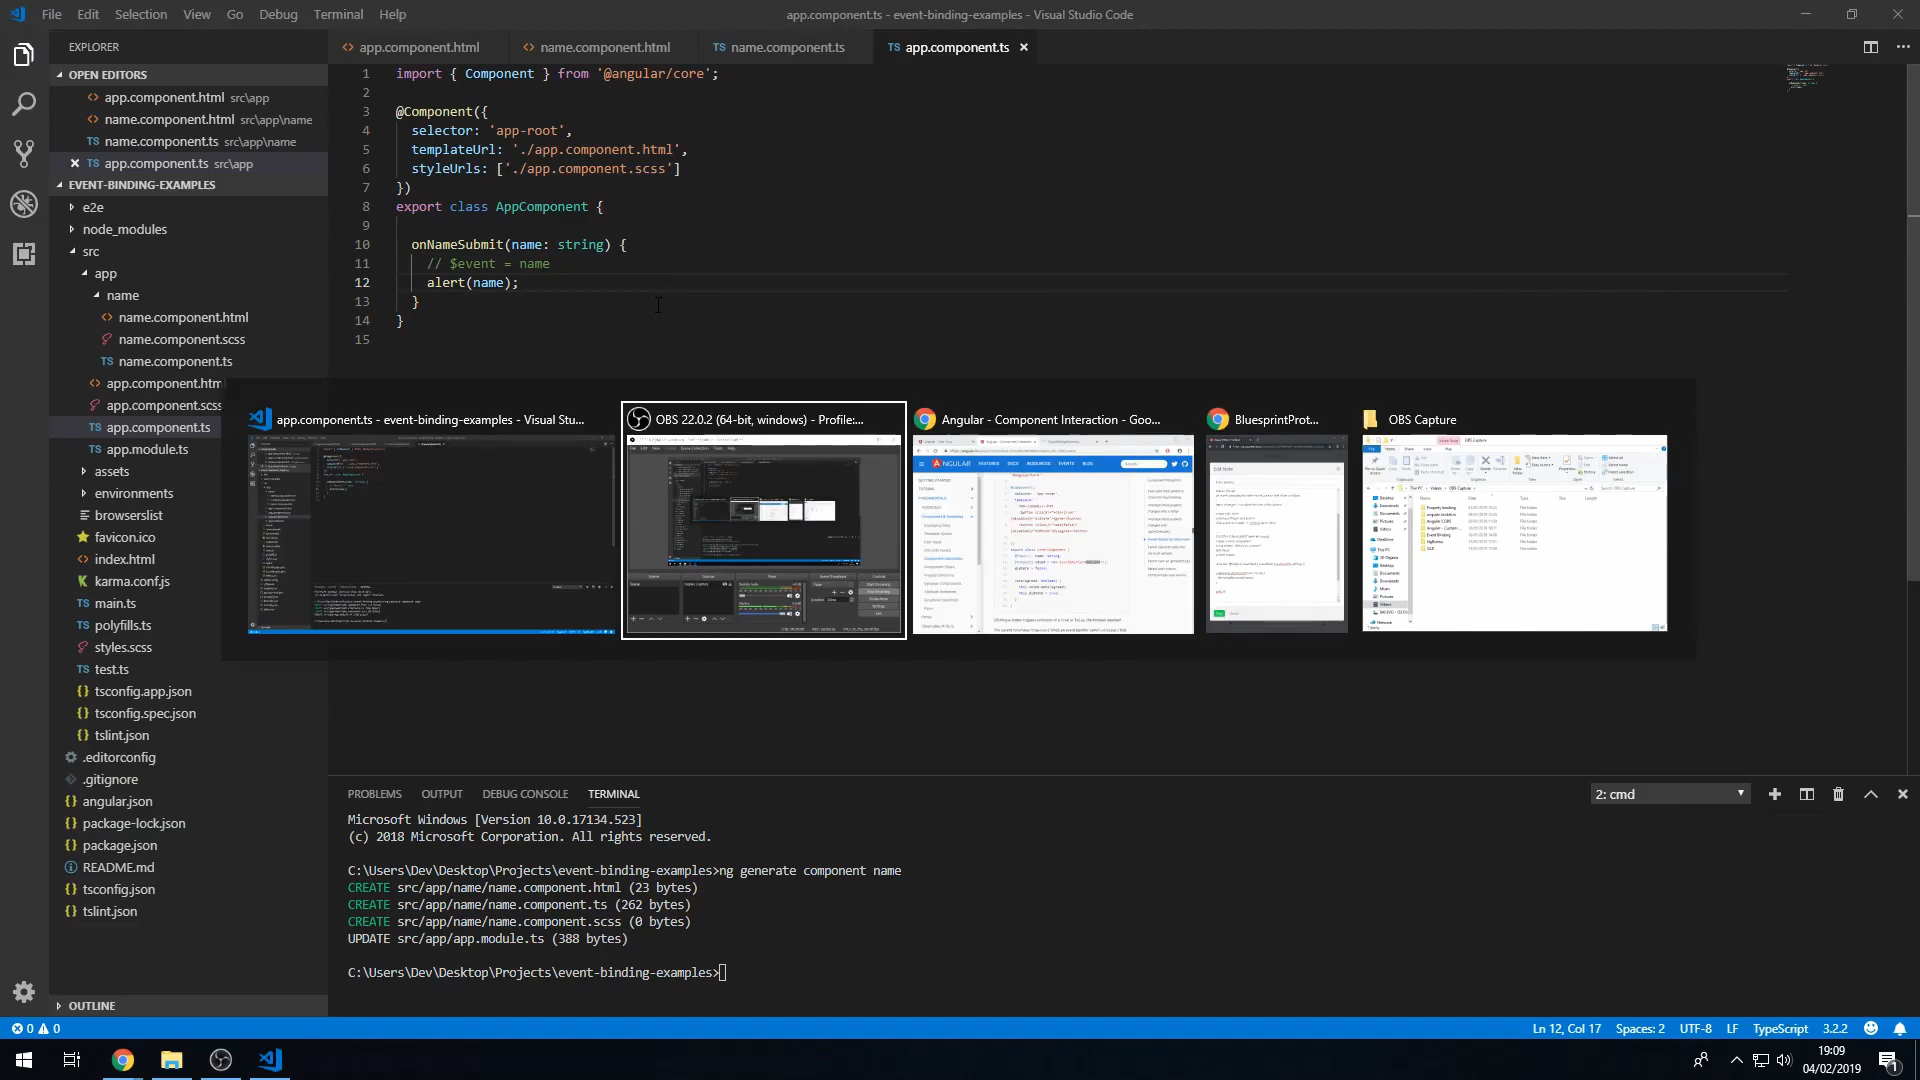 File Edit Selection View Go Debug Terminal Help
app.component.ts - event-binding-examples - Visual Studio Code
EXPLORER
OPEN EDITORS
app.component.html src\app
name.component.html src\app\name
name.component.ts src\app\name
app.component.ts src\app
EVENT-BINDING-EXAMPLES
e2e
node_modules
src
app
name
name.component.html
name.component.scss
name.component.ts
app.component.htm
app.component.scss
TS app.component.ts
TS app.module.ts
assets
environments
browserslist
favicon.ico
index.html
karma.conf.js
TS main.ts
TS polyfills.ts
styles.scss
TS test.ts
{} tsconfig.app.json
{} tsconfig.spec.json
{} tslint.json
.editorconfig
.gitignore
{} angular.json
{} package-lock.json
{} package.json
README.md
{} tsconfig.json
{} tslint.json
OUTLINE
<> app.component.html
<> name.component.html
TS name.component.ts
TS app.component.ts
1 import { Component } from '@angular/core';
2
3 @Component({
4 selector: 'app-root',
5 templateUrl: './app.component.html',
6 styleUrls: ['./app.component.scss']
7 })
8 export class AppComponent {
9
10 onNameSubmit(name: string) {
11 // $event = name
12 alert(name);
13 }
14 }
15
app.component.ts - event-binding-examples - Visual Stu...
OBS 22.0.2 (64-bit, windows) - Profile:...
Angular - Component Interaction - Goo...
BluesprintProt...
OBS Capture
PROBLEMS OUTPUT DEBUG CONSOLE TERMINAL
2: cmd
Microsoft Windows [Version 10.0.17134.523]
(c) 2018 Microsoft Corporation. All rights reserved.
C:\Users\Dev\Desktop\Projects\event-binding-examples>ng generate component name
CREATE src/app/name/name.component.html (23 bytes)
CREATE src/app/name/name.component.ts (262 bytes)
CREATE src/app/name/name.component.scss (0 bytes)
UPDATE src/app/app.module.ts (388 bytes)
C:\Users\Dev\Desktop\Projects\event-binding-examples>
0 0
Ln 12, Col 17 Spaces: 2 UTF-8 LF TypeScript 3.2.2
19:09
04/02/2019
1